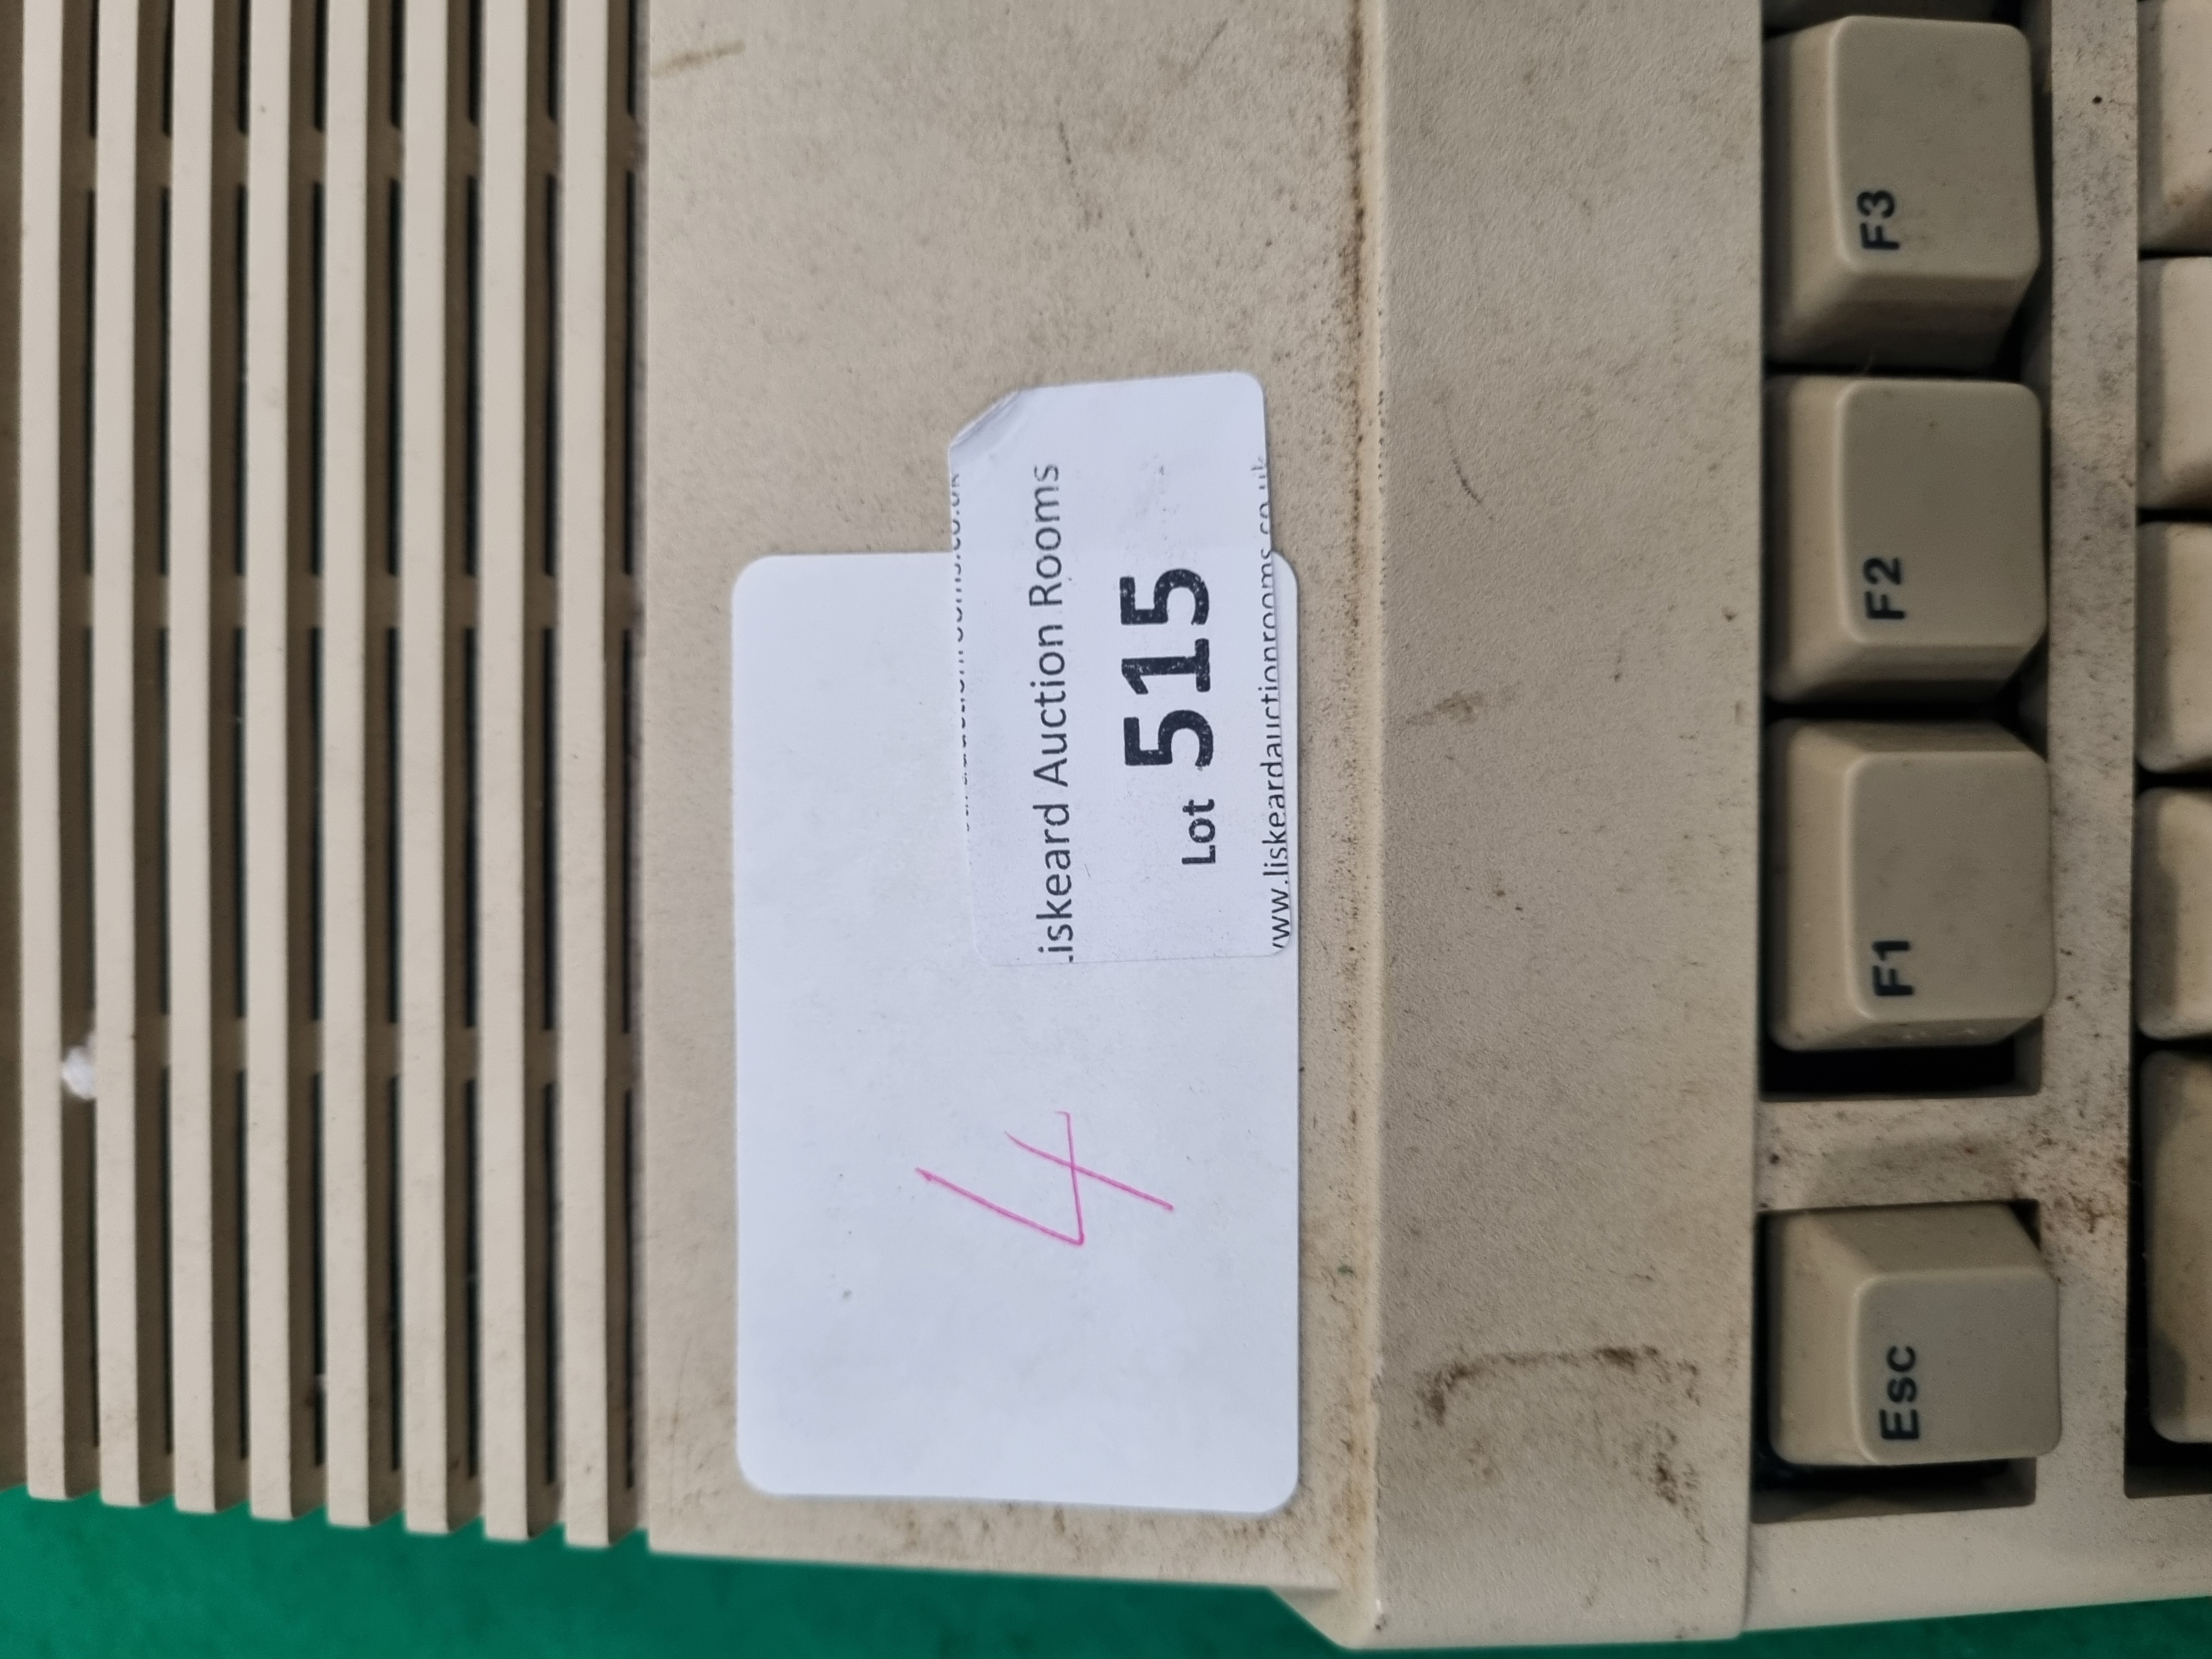 Liskeard Auction Rooms
Lot 515
www.liskeardauctionrooms.co.uk
4
Esc
F1
F2
F3